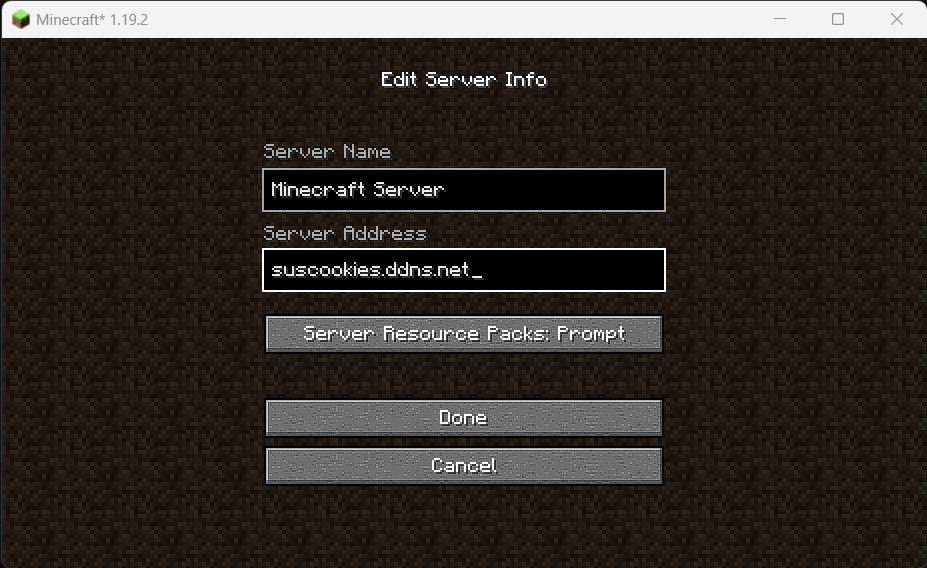 Minecraft* 1.19.2
Edit Server Info
Server Name
Minecraft Server
Server Address
suscookies.ddns.net_
Server Resource Packs: Prompt
Done
Cancel